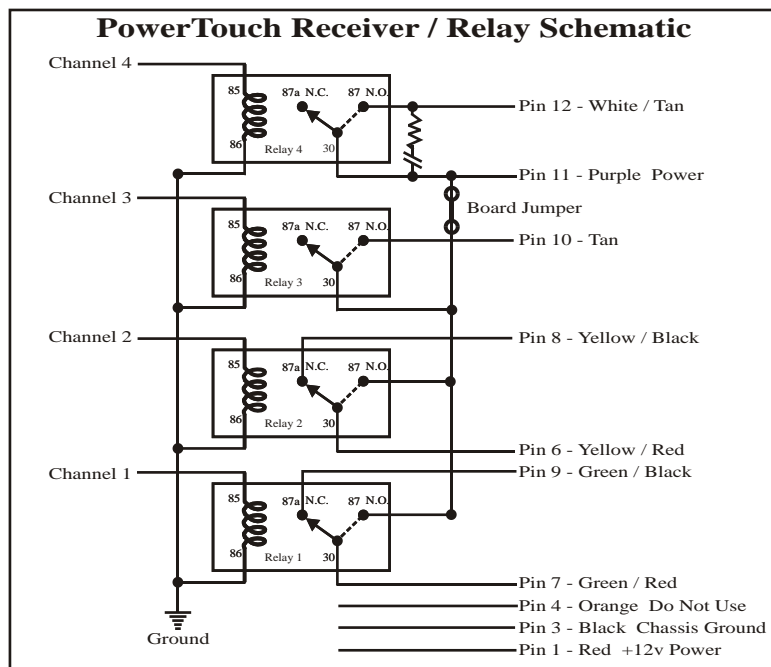 PowerTouch Receiver / Relay Schematic
Channel 4
85
87a N.C.
87 N.O.
Pin 12 - White / Tan
86
Relay 4
30
Pin 11 - Purple Power
Channel 3
Board Jumper
85
87a N.C.
87 N.O.
Pin 10 - Tan
86
Relay 3
30
Channel 2
Pin 8 - Yellow / Black
85
87a N.C.
87 N.O.
86
Relay 2
30
Pin 6 - Yellow / Red
Channel 1
Pin 9 - Green / Black
85
87a N.C.
87 N.O.
86
Relay 1
30
Pin 7 - Green / Red
Pin 4 - Orange Do Not Use
Pin 3 - Black Chassis Ground
Ground
Pin 1 - Red +12v Power